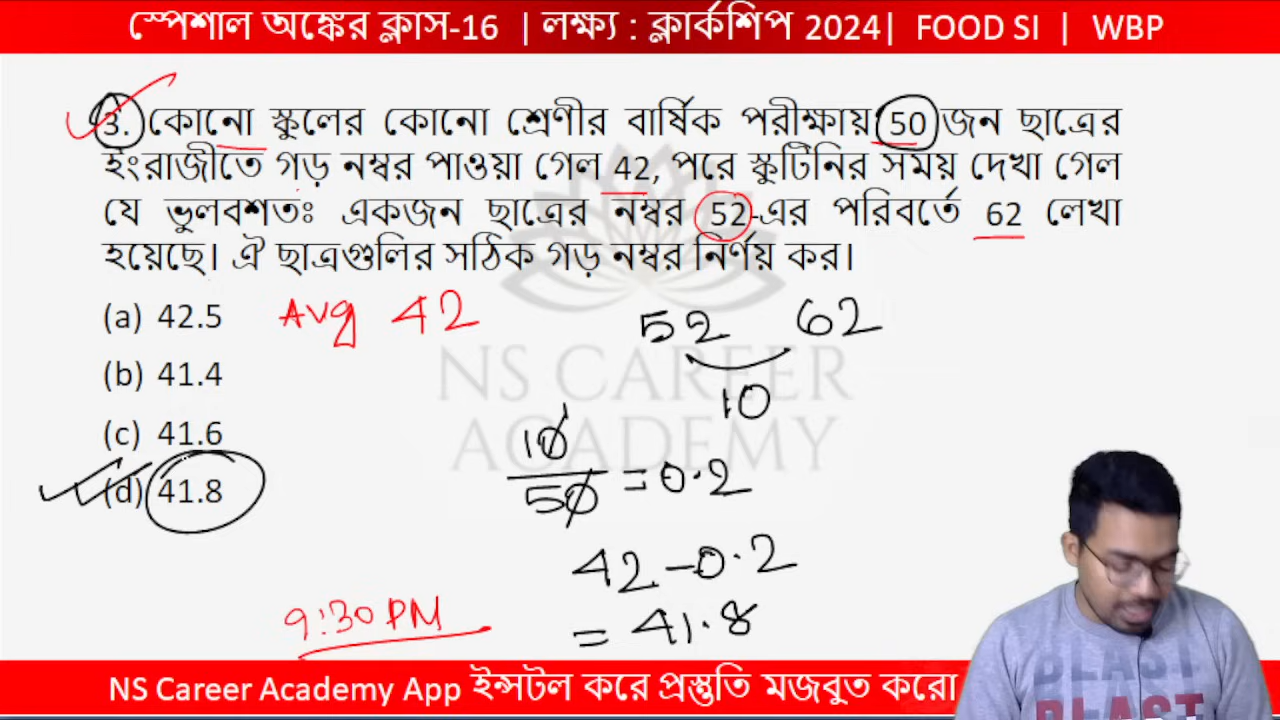 স্পেশাল অঙ্কের ক্লাস-16 | লক্ষ্য : ক্লার্কশিপ 2024| FOOD SI | WBP
3. কোনো স্কুলের কোনো শ্রেণীর বার্ষিক পরীক্ষায় 50 জন ছাত্রের
ইংরাজীতে গড় নম্বর পাওয়া গেল 42, পরে স্কুটিনির সময় দেখা গেল
যে ভুলবশতঃ একজন ছাত্রের নম্বর 52-এর পরিবর্তে 62 লেখা
হয়েছে। ঐ ছাত্রগুলির সঠিক গড় নম্বর নির্ণয় কর।
(a) 42.5
Avg 42
52 62
(b) 41.4
10
(c) 41.6
10
50 = 0.2
(d) 41.8
42-0.2
= 41.8
9:30 PM
NS CAREER
ACADEMY
NS Career Academy App ইন্সটল করে প্রস্তুতি মজবুত করো
BLAST
BLAST